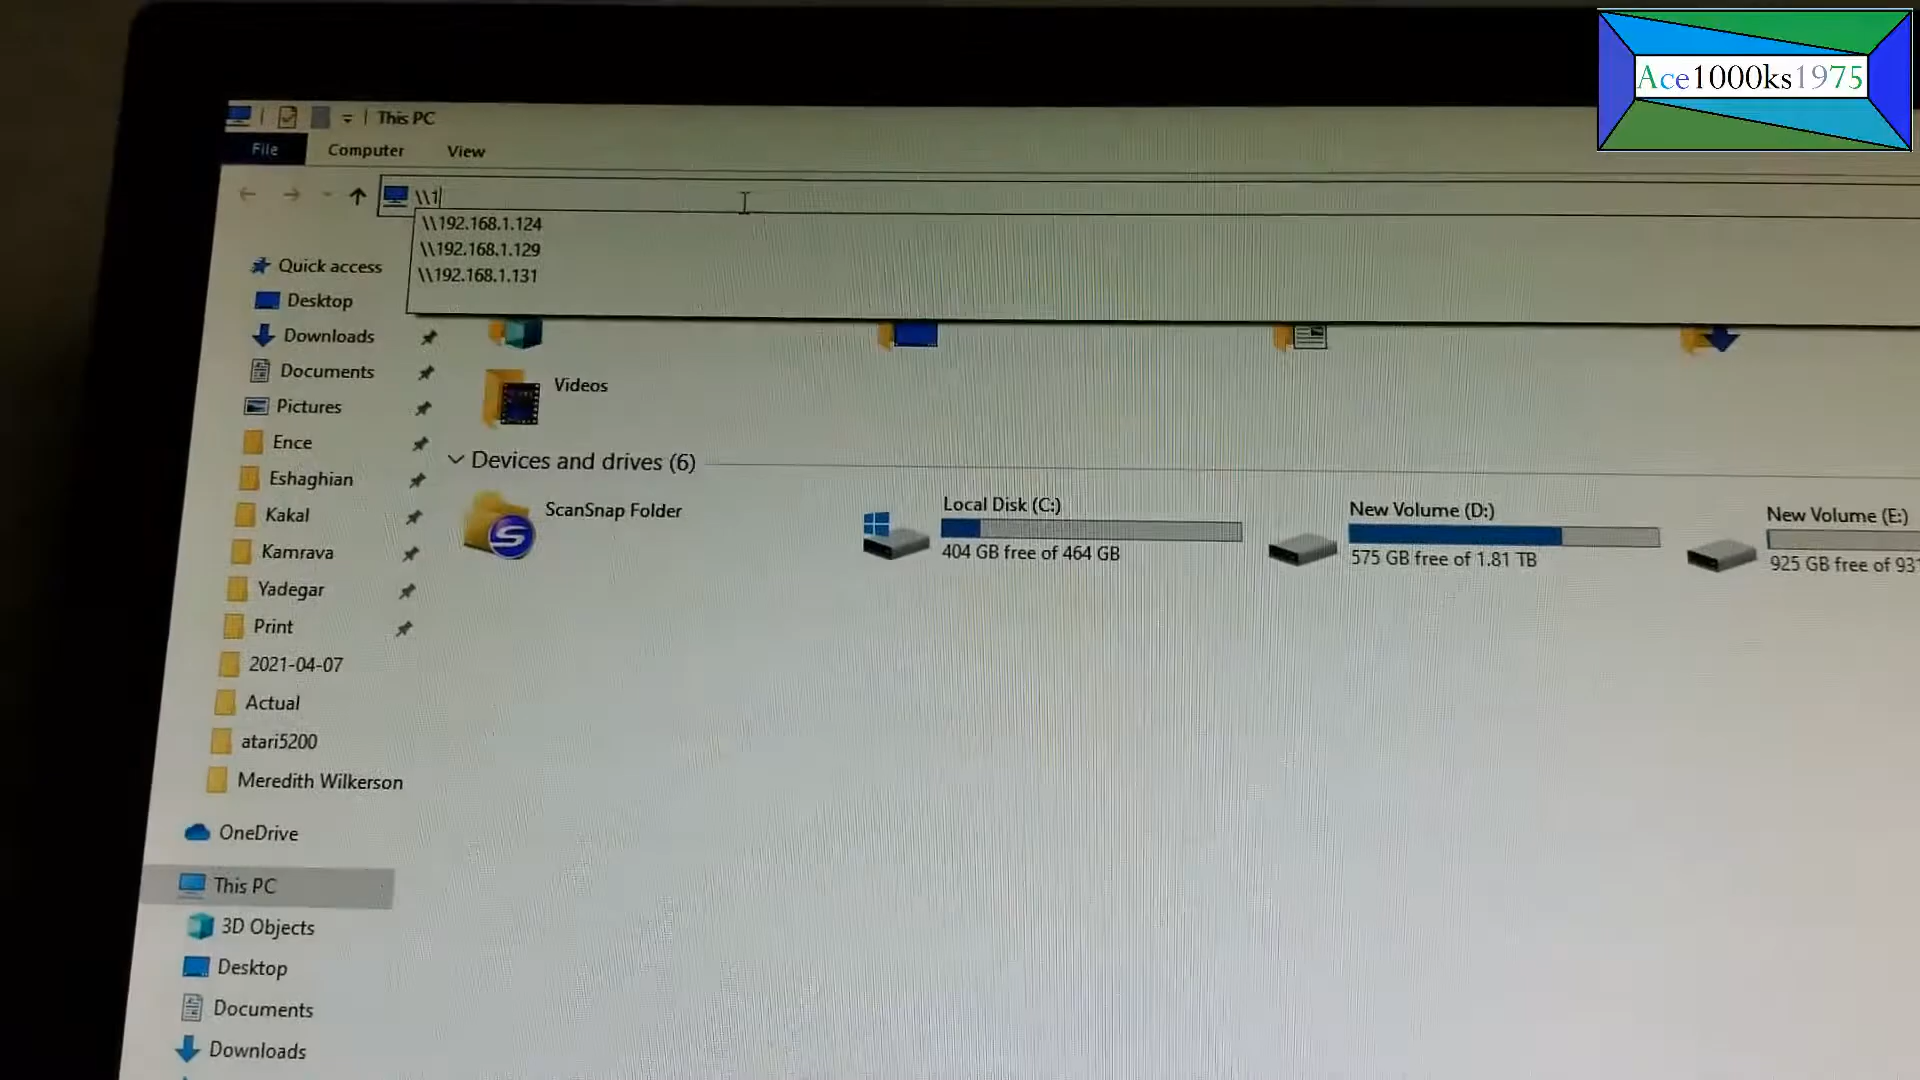 Ace1000ks1975
This PC
File Computer View
\\1
\\192.168.1.124
\\192.168.1.129
\\192.168.1.131
Quick access
Desktop
Downloads
Documents
Pictures
Ence
Eshaghian
Kakal
Kamrava
Yadegar
Print
2021-04-07
Actual
atari5200
Meredith Wilkerson
OneDrive
This PC
3D Objects
Desktop
Documents
Downloads
Videos
Devices and drives (6)
ScanSnap Folder
Local Disk (C:)
404 GB free of 464 GB
New Volume (D:)
575 GB free of 1.81 TB
New Volume (E:)
925 GB free of 931